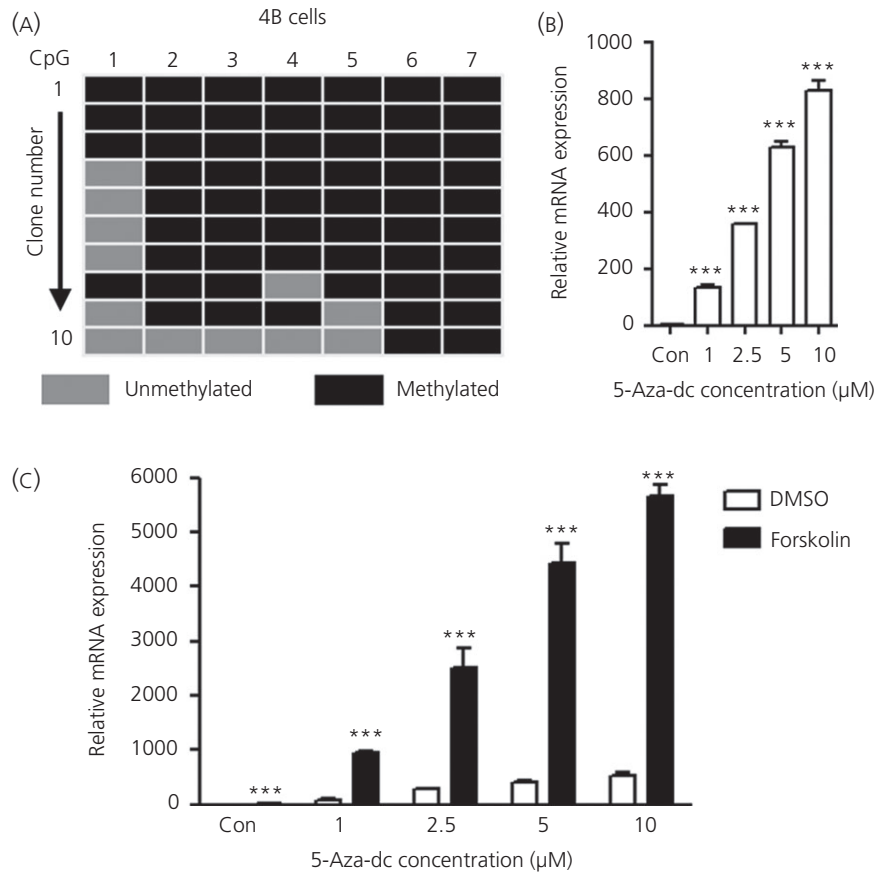 (A)
4B cells
CpG 1 2 3 4 5 6 7
1
Clone number
10
Unmethylated Methylated
(B)
Relative mRNA expression
1000
800
600
400
200
0
***
***
***
***
Con 1 2.5 5 10
5-Aza-dc concentration (µM)
(C)
Relative mRNA expression
6000
5000
4000
3000
2000
1000
0
***
***
***
***
***
Con 1 2.5 5 10
5-Aza-dc concentration (µM)
DMSO
Forskolin